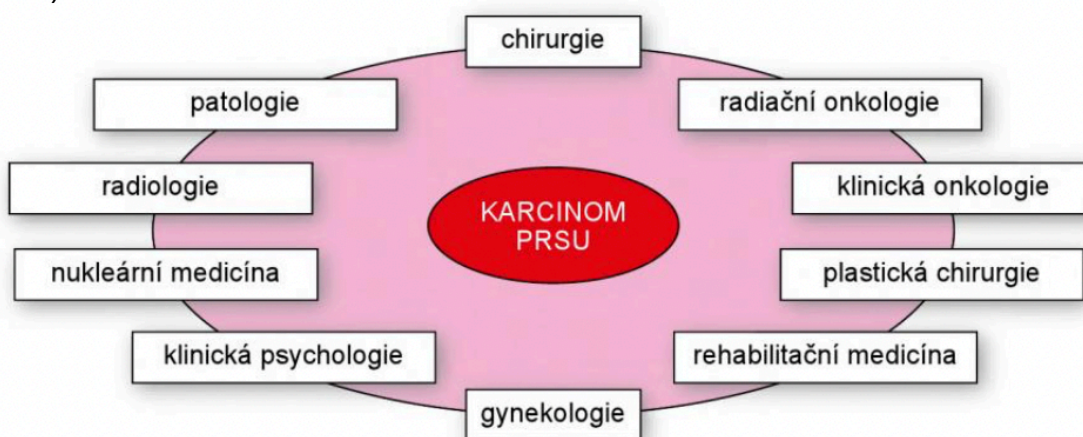 chirurgie
patologie
radiační onkologie
radiologie
klinická onkologie
KARCINOM
PRSU
nukleární medicína
plastická chirurgie
klinická psychologie
rehabilitační medicína
gynekologie